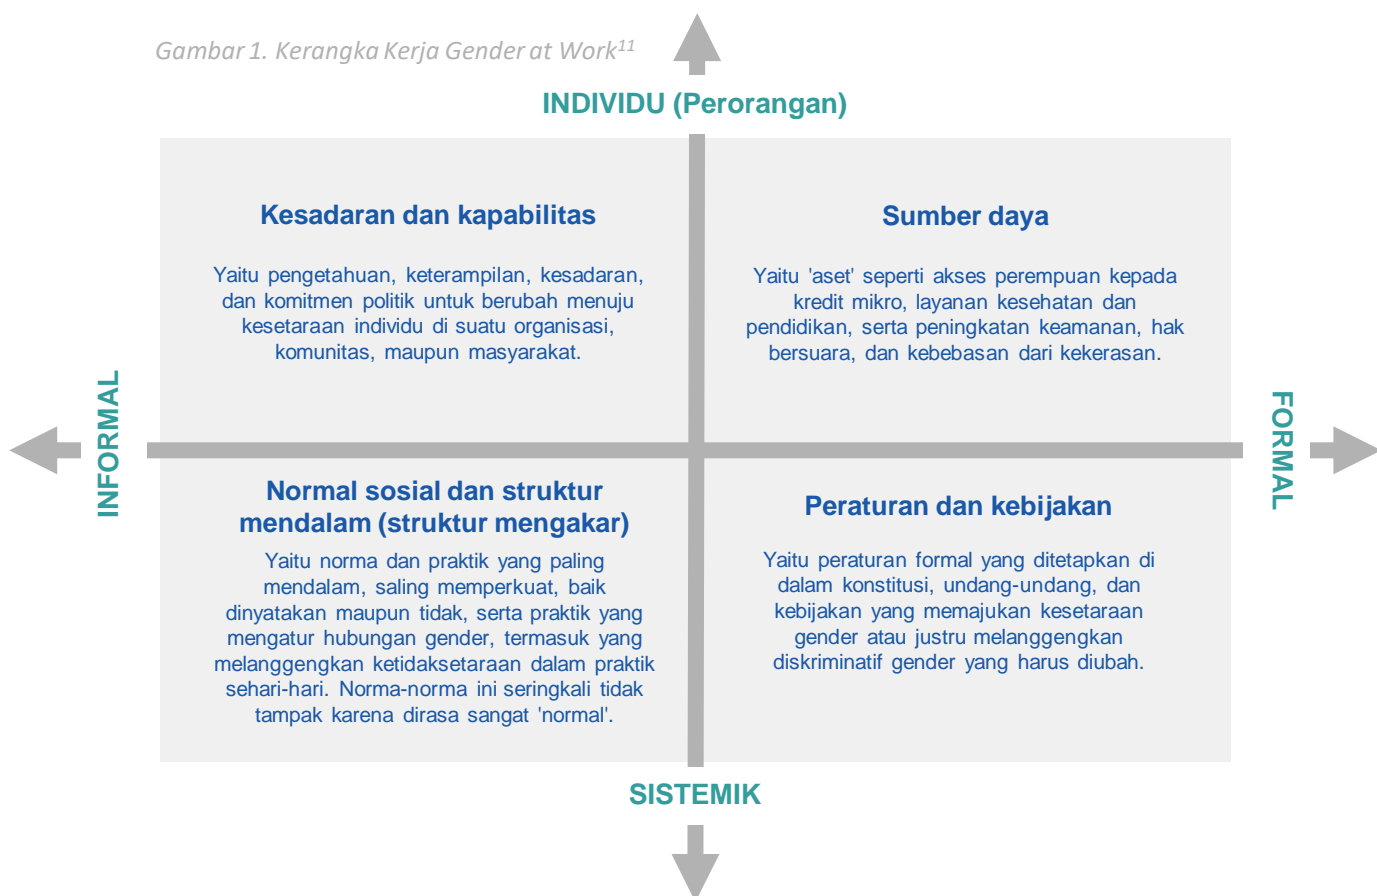 Gambar 1. Kerangka Kerja Gender at Work11
INDIVIDU (Perorangan)
Kesadaran dan kapabilitas
Yaitu pengetahuan, keterampilan, kesadaran,
dan komitmen politik untuk berubah menuju
kesetaraan individu di suatu organisasi,
komunitas, maupun masyarakat.
Sumber daya
Yaitu 'aset' seperti akses perempuan kepada
kredit mikro, layanan kesehatan dan
pendidikan, serta peningkatan keamanan, hak
bersuara, dan kebebasan dari kekerasan.
INFORMAL
FORMAL
Normal sosial dan struktur
mendalam (struktur mengakar)
Yaitu norma dan praktik yang paling
mendalam, saling memperkuat, baik
dinyatakan maupun tidak, serta praktik yang
mengatur hubungan gender, termasuk yang
melanggengkan ketidaksetaraan dalam praktik
sehari-hari. Norma-norma ini seringkali tidak
tampak karena dirasa sangat 'normal'.
Peraturan dan kebijakan
Yaitu peraturan formal yang ditetapkan di
dalam konstitusi, undang-undang, dan
kebijakan yang memajukan kesetaraan
gender atau justru melanggengkan
diskriminatif gender yang harus diubah.
SISTEMIK